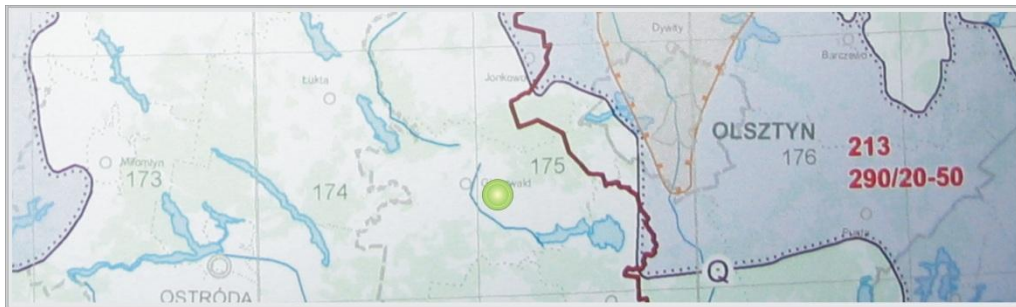 Dywity
Barczewo
Jonkowo
Łukta
OLSZTYN
176
213
290/20-50
175
Miłomłyn
173
174
Q
OSTRÓDA